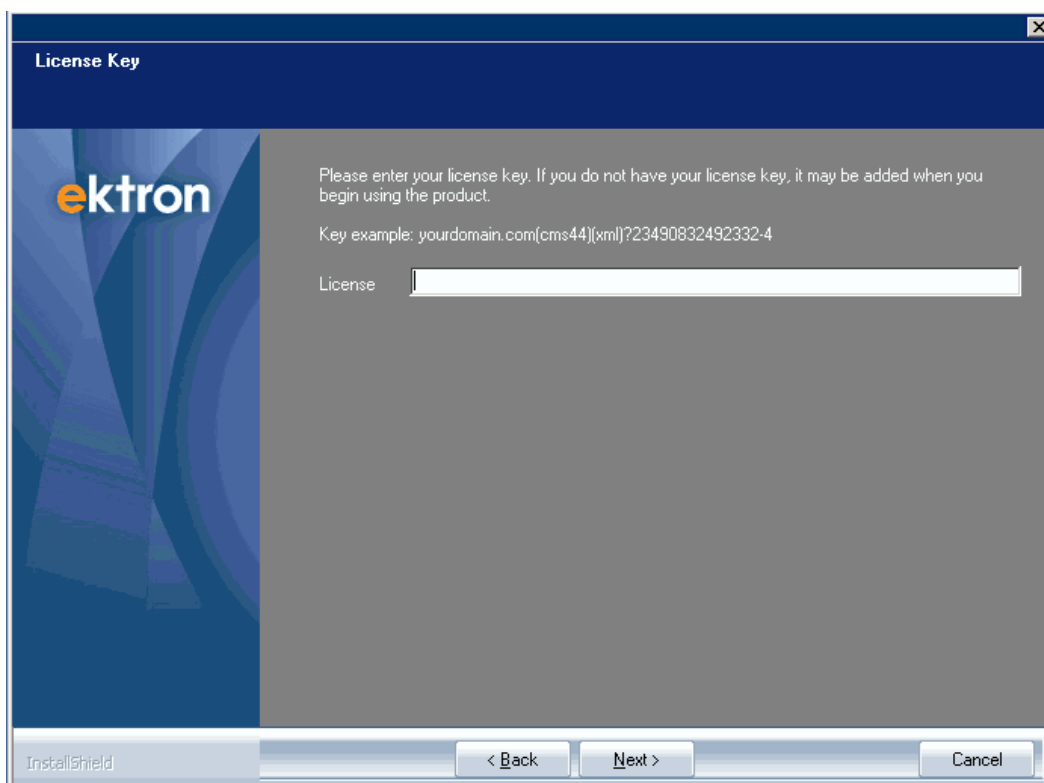 License Key
ektron
Please enter your license key. If you do not have your license key, it may be added when you
begin using the product.
Key example: yourdomain.com(cms44)(xml)?23490832492332-4
License
InstallShield
< Back
Next >
Cancel